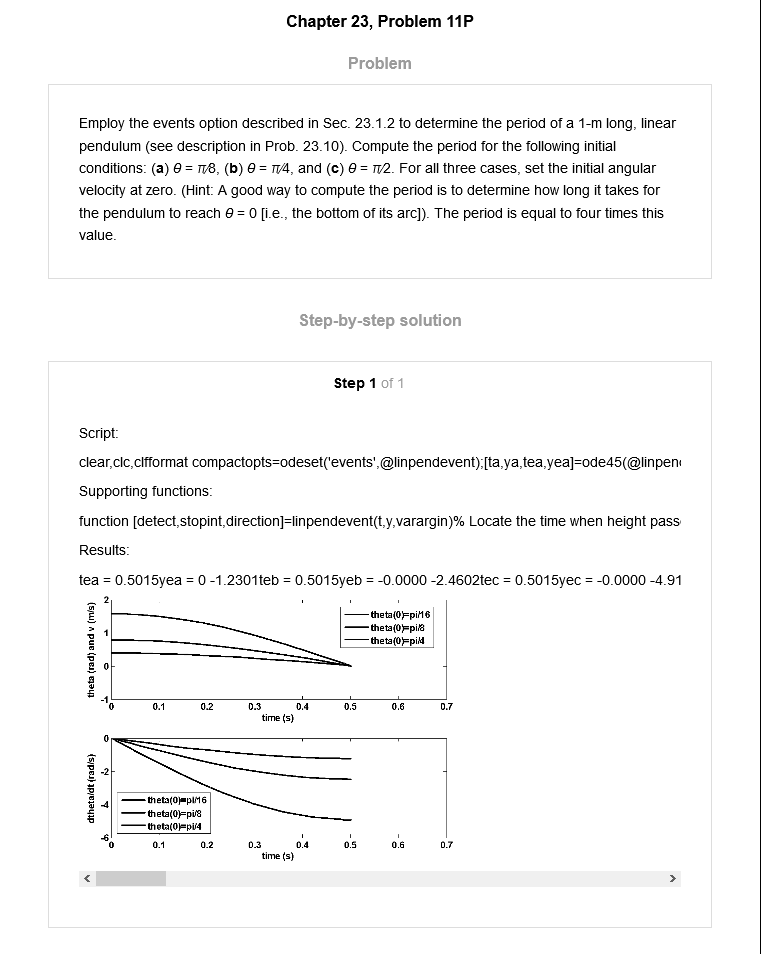 Chapter 23, Problem 11P
Problem
Employ the events option described in Sec. 23.1.2 to determine the period of a 1-m long, linear
pendulum (see description in Prob. 23.10). Compute the period for the following initial
conditions: (a) θ = π/8, (b) θ = π/4, and (c) θ = π/2. For all three cases, set the initial angular
velocity at zero. (Hint: A good way to compute the period is to determine how long it takes for
the pendulum to reach θ = 0 [i.e., the bottom of its arc]). The period is equal to four times this
value.
Step-by-step solution
Step 1 of 1
Script:
clear,clc,clfformat compactopts=odeset('events',@linpendevent);[ta,ya,tea,yea]=ode45(@linpen
Supporting functions:
function [detect,stopint,direction]=linpendevent(t,y,varargin)% Locate the time when height pass
Results:
tea = 0.5015yea = 0 -1.2301teb = 0.5015yeb = -0.0000 -2.4602tec = 0.5015yec = -0.0000 -4.91
theta (rad) and v (m/s)
2
1
0
-1
theta(0)=pi/16
theta(0)=pi/8
theta(0)=pi/4
0 0.1 0.2 0.3 0.4 0.5 0.6 0.7
time (s)
dtheta/dt (rad/s)
0
-2
-4
-6
theta(0)=pi/16
theta(0)=pi/8
theta(0)=pi/4
0 0.1 0.2 0.3 0.4 0.5 0.6 0.7
time (s)